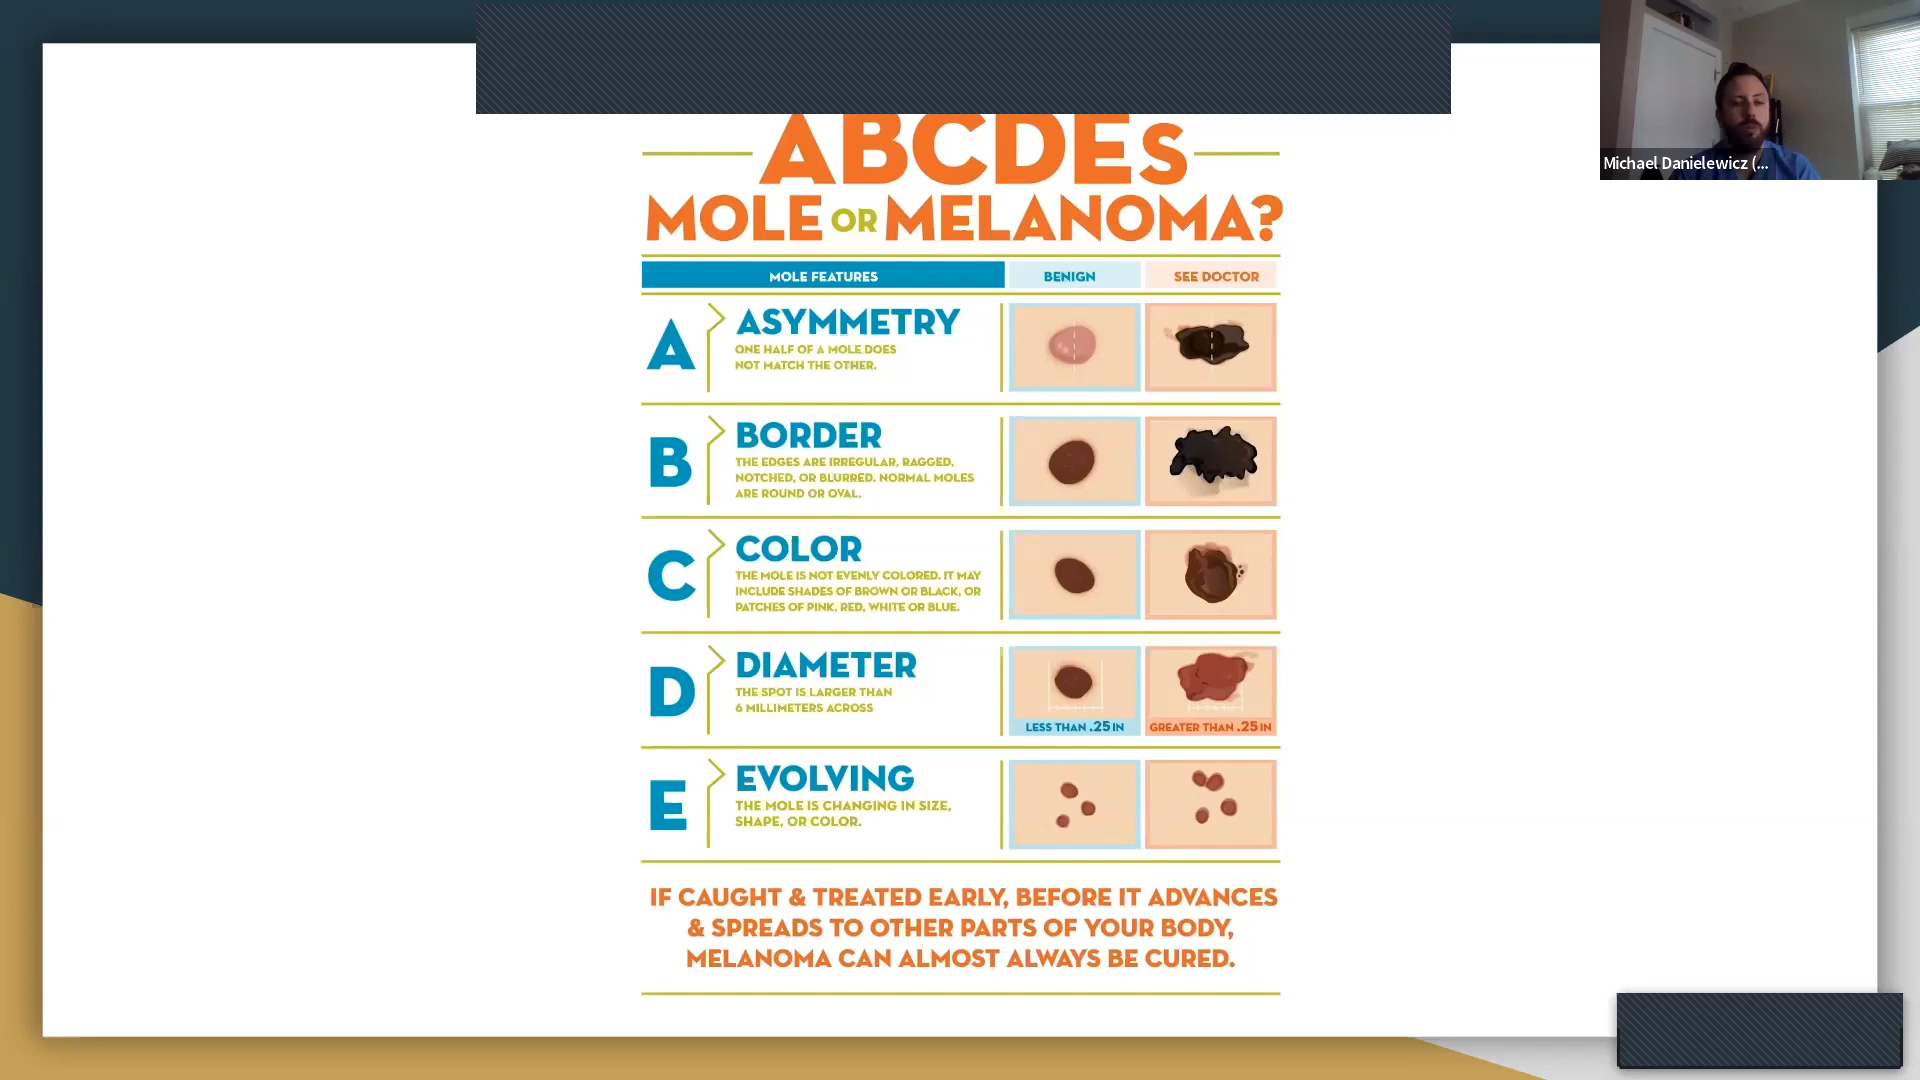 ABCDEs
MOLE OR MELANOMA?
MOLE FEATURES
BENIGN
SEE DOCTOR
A
ASYMMETRY
ONE HALF OF A MOLE DOES
NOT MATCH THE OTHER.
B
BORDER
THE EDGES ARE IRREGULAR, RAGGED,
NOTCHED, OR BLURRED. NORMAL MOLES
ARE ROUND OR OVAL.
C
COLOR
THE MOLE IS NOT EVENLY COLORED. IT MAY
INCLUDE SHADES OF BROWN OR BLACK, OR
PATCHES OF PINK, RED, WHITE OR BLUE.
D
DIAMETER
THE SPOT IS LARGER THAN
6 MILLIMETERS ACROSS
LESS THAN .25 IN
GREATER THAN .25 IN
E
EVOLVING
THE MOLE IS CHANGING IN SIZE,
SHAPE, OR COLOR.
IF CAUGHT & TREATED EARLY, BEFORE IT ADVANCES
& SPREADS TO OTHER PARTS OF YOUR BODY,
MELANOMA CAN ALMOST ALWAYS BE CURED.
Michael Danielewicz (...